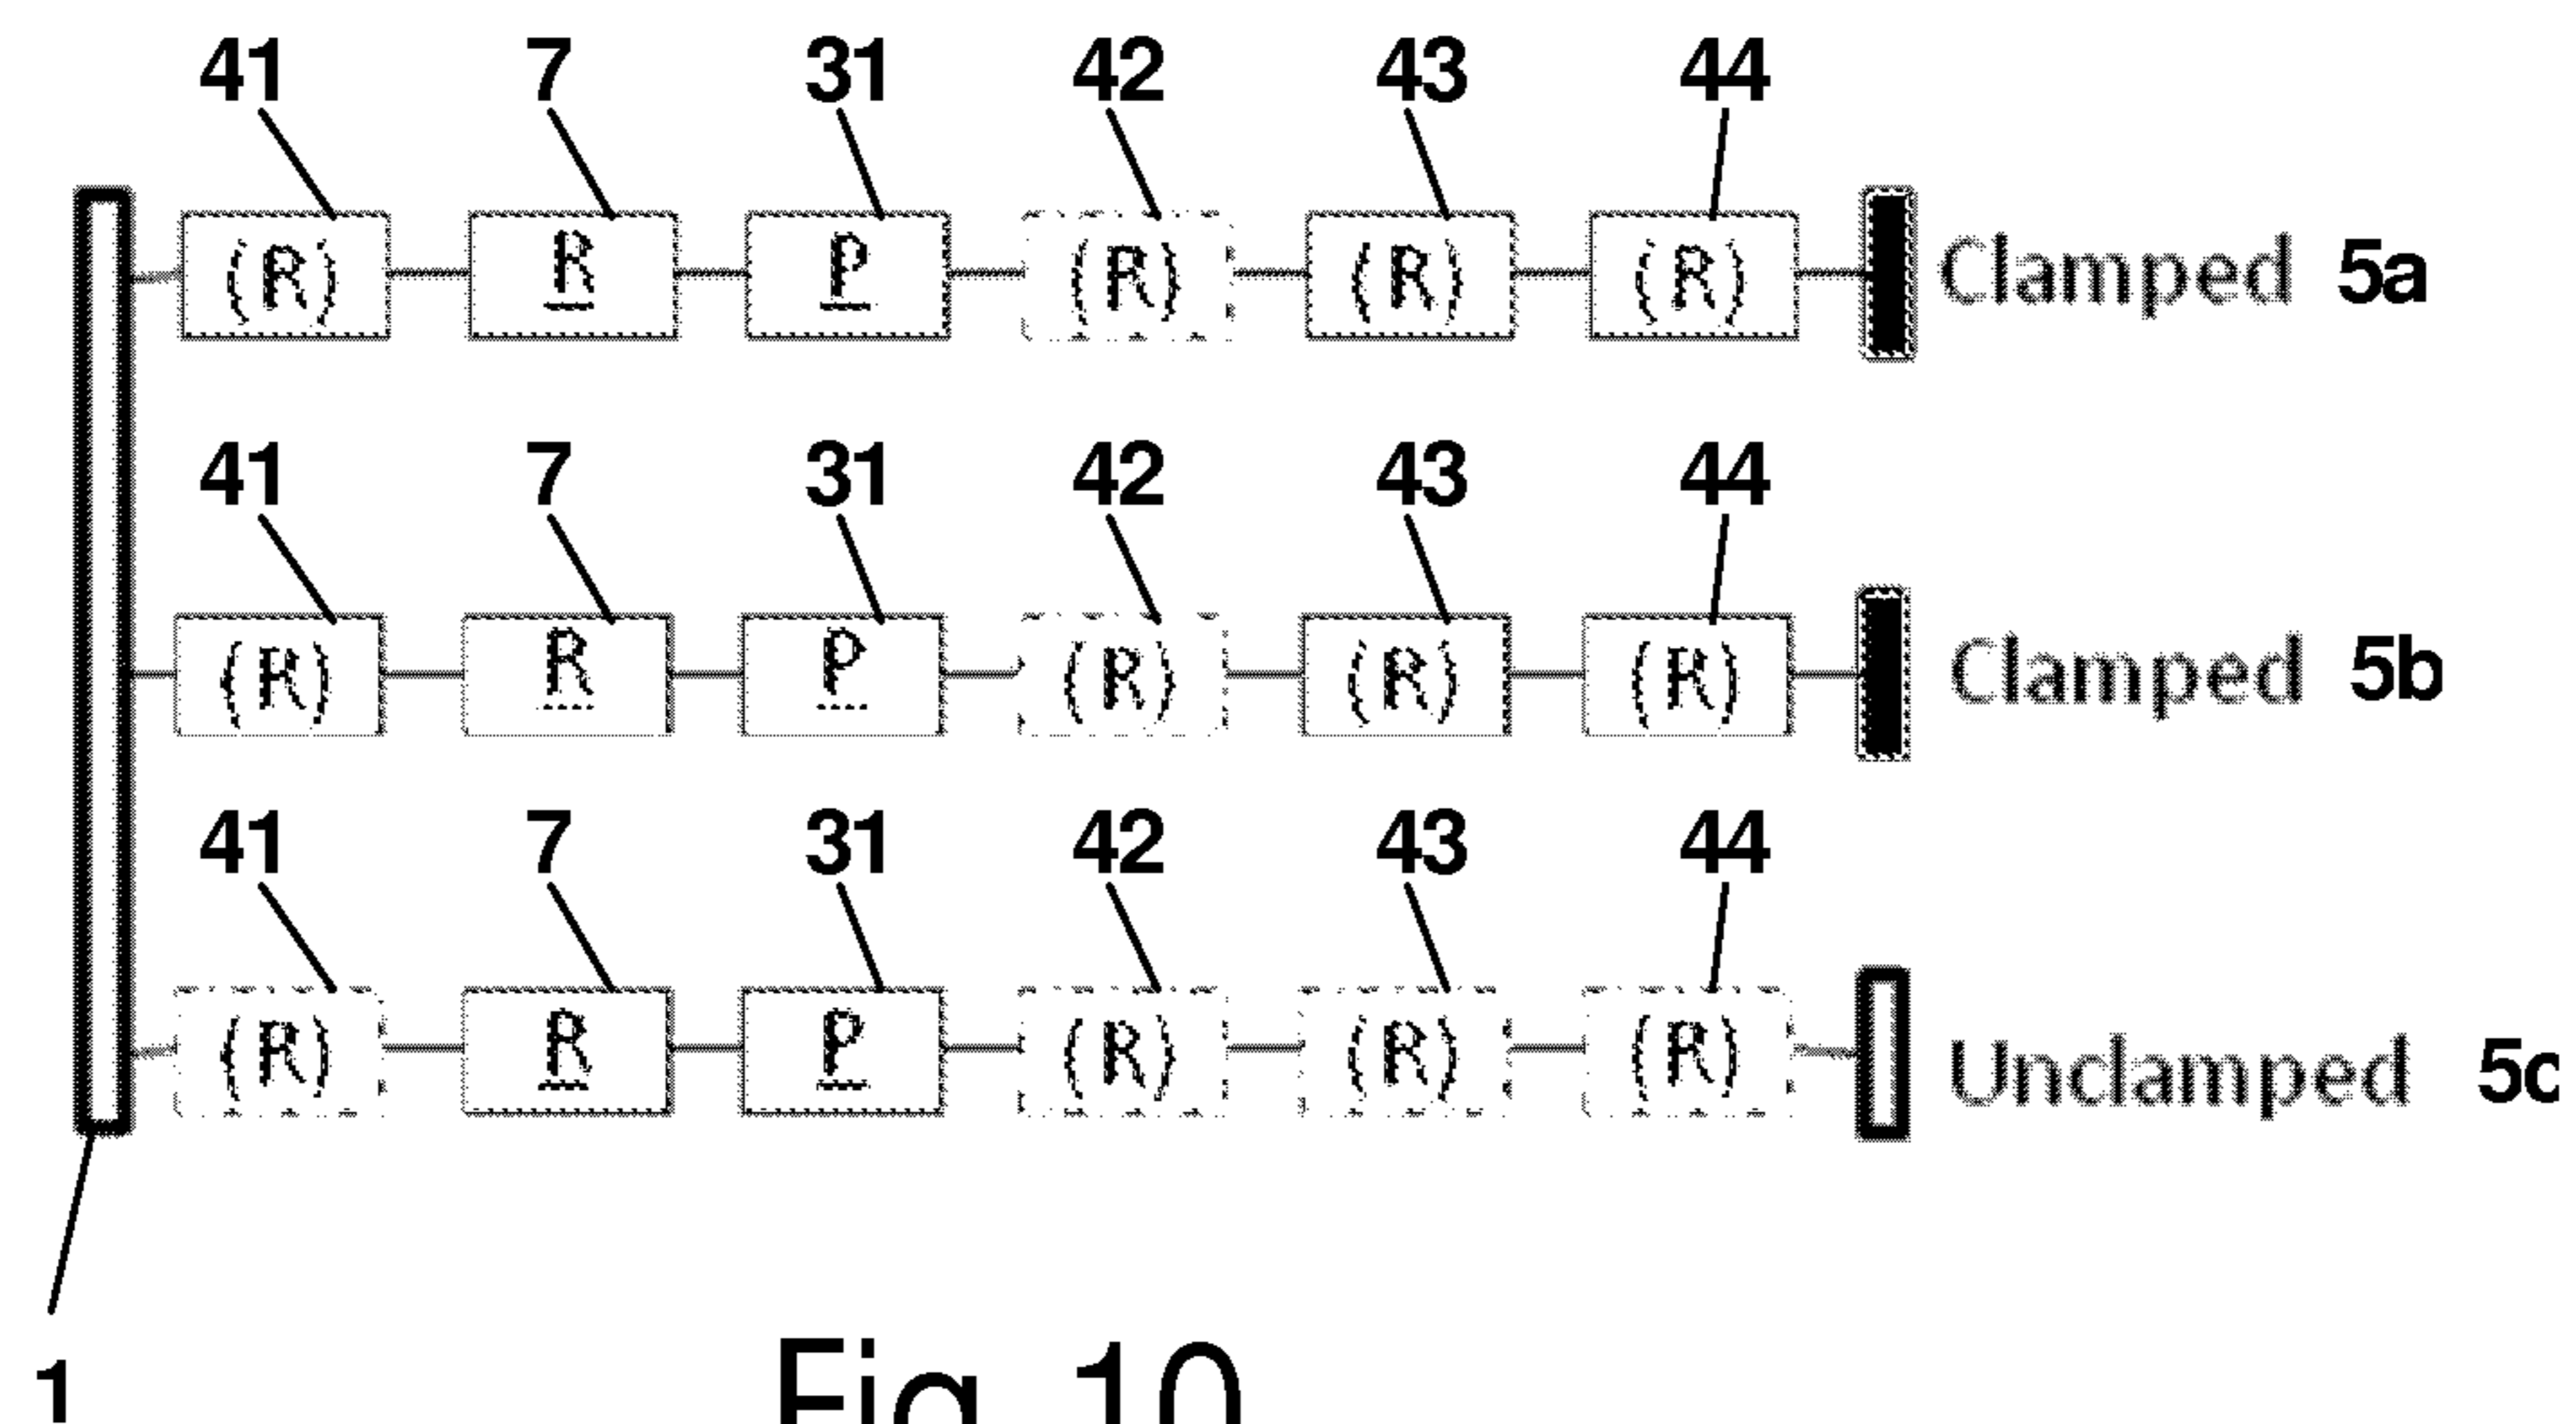 41 7 31 42 43 44
(R) R P (R) (R) (R) Clamped 5a
41 7 31 42 43 44
(R) R P (R) (R) (R) Clamped 5b
41 7 31 42 43 44
(R) R P (R) (R) (R) Unclamped 5c
1
Fig. 10